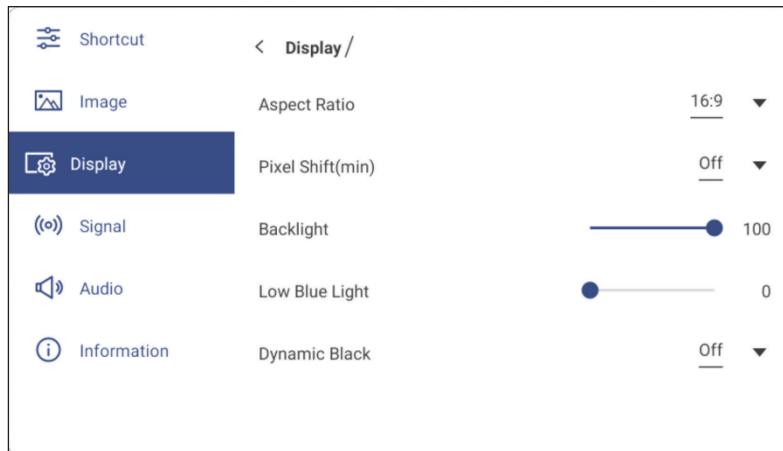 Shortcut
Image
Display
Signal
Audio
Information
< Display /
Aspect Ratio 16:9
Pixel Shift(min) Off
Backlight 100
Low Blue Light 0
Dynamic Black Off